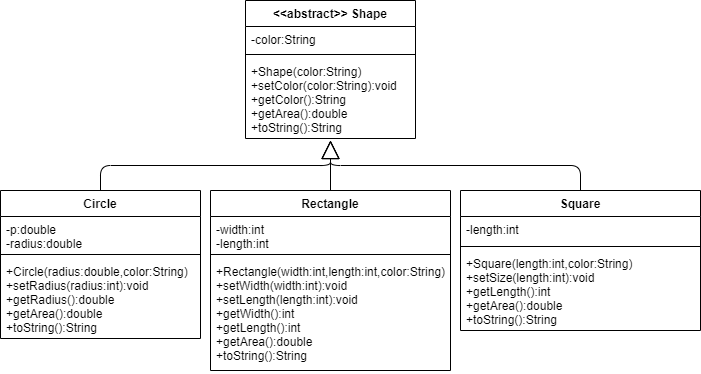 <<abstract>> Shape
-color:String
+Shape(color:String)
+setColor(color:String):void
+getColor():String
+getArea():double
+toString():String
Circle
-p:double
-radius:double
+Circle(radius:double,color:String)
+setRadius(radius:int):void
+getRadius():double
+getArea():double
+toString():String
Rectangle
-width:int
-length:int
+Rectangle(width:int,length:int,color:String)
+setWidth(width:int):void
+setLength(length:int):void
+getWidth():int
+getLength():int
+getArea():double
+toString():String
Square
-length:int
+Square(length:int,color:String)
+setSize(length:int):void
+getLength():int
+getArea():double
+toString():String